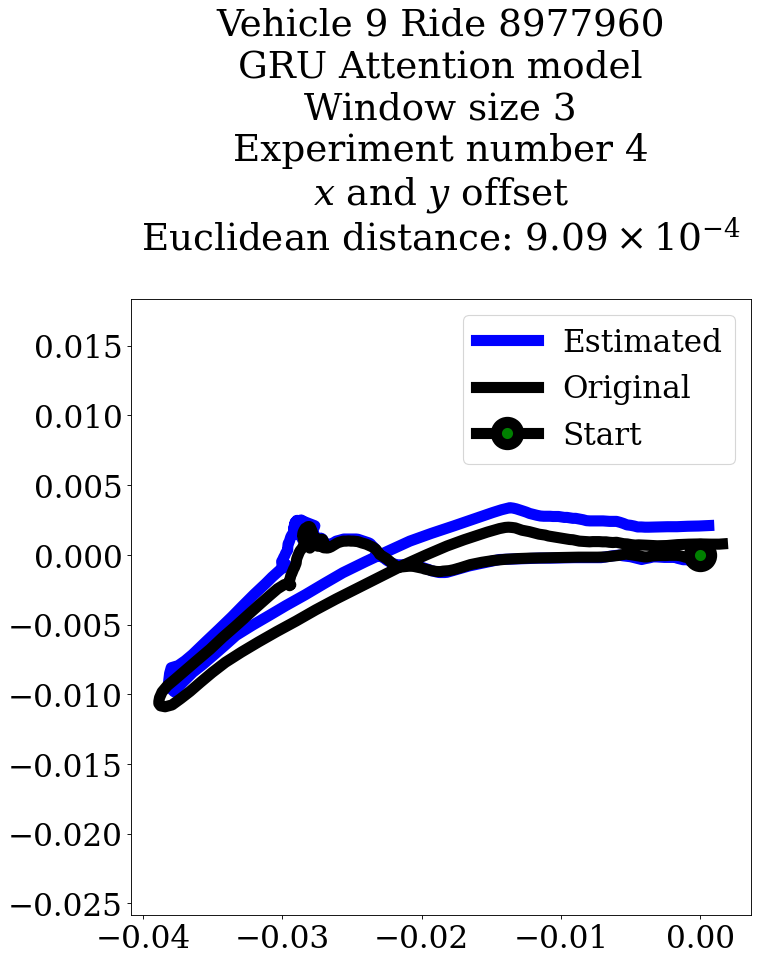 Vehicle 9 Ride 8977960
GRU Attention model
Window size 3
Experiment number 4
x and y offset
Euclidean distance: 9.09 × 10⁻⁴
Estimated
Original
Start
0.015
0.010
0.005
0.000
−0.005
−0.010
−0.015
−0.020
−0.025
−0.04 −0.03 −0.02 −0.01 0.00